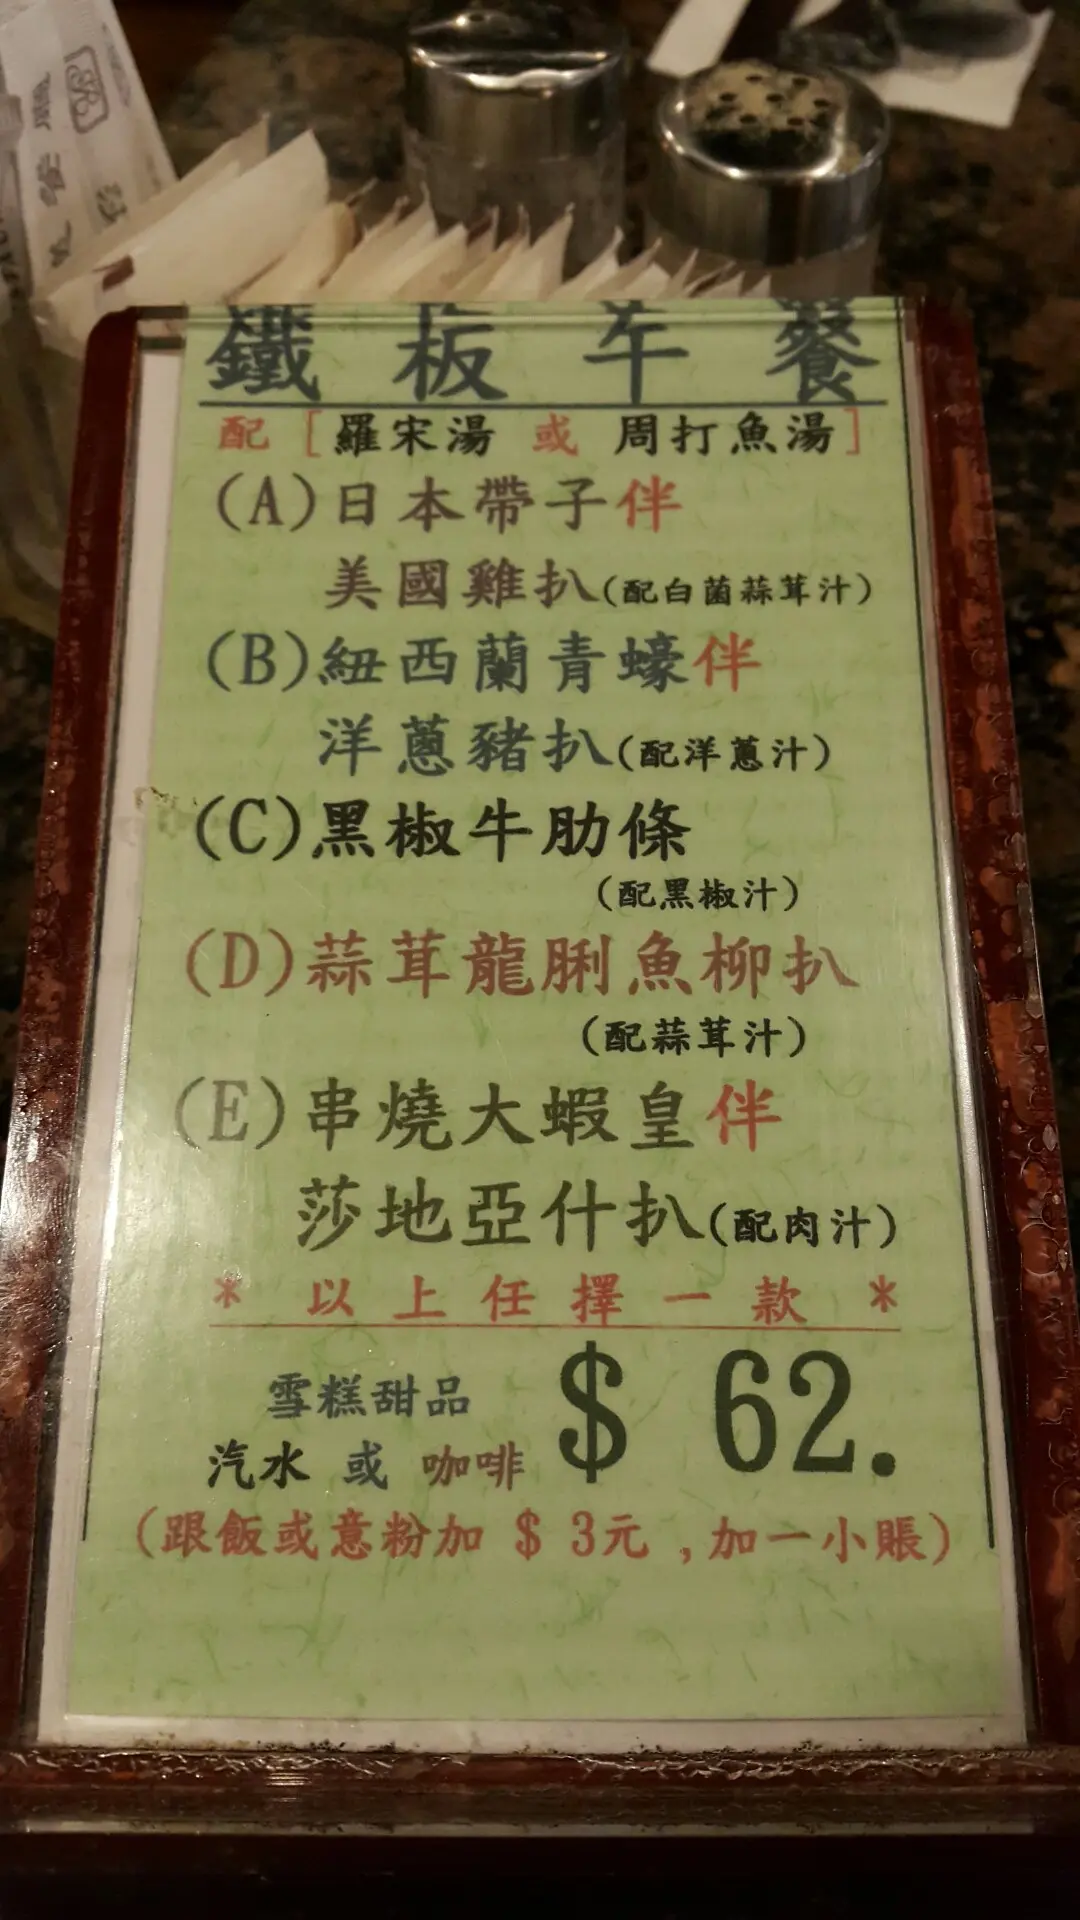 鐵板午餐
配[羅宋湯 或 周打魚湯]
(A)日本帶子伴
美國雞扒(配白菌蒜茸汁)
(B)紐西蘭青蠔伴
洋蔥豬扒(配洋蔥汁)
(C)黑椒牛肋條
(配黑椒汁)
(D)蒜茸龍脷魚柳扒
(配蒜茸汁)
(E)串燒大蝦皇伴
莎地亞什扒(配肉汁)
* 以上任擇一款 *
雪糕甜品
汽水 或 咖啡 $ 62.
(跟飯或意粉加 $ 3元 ,加一小賬)